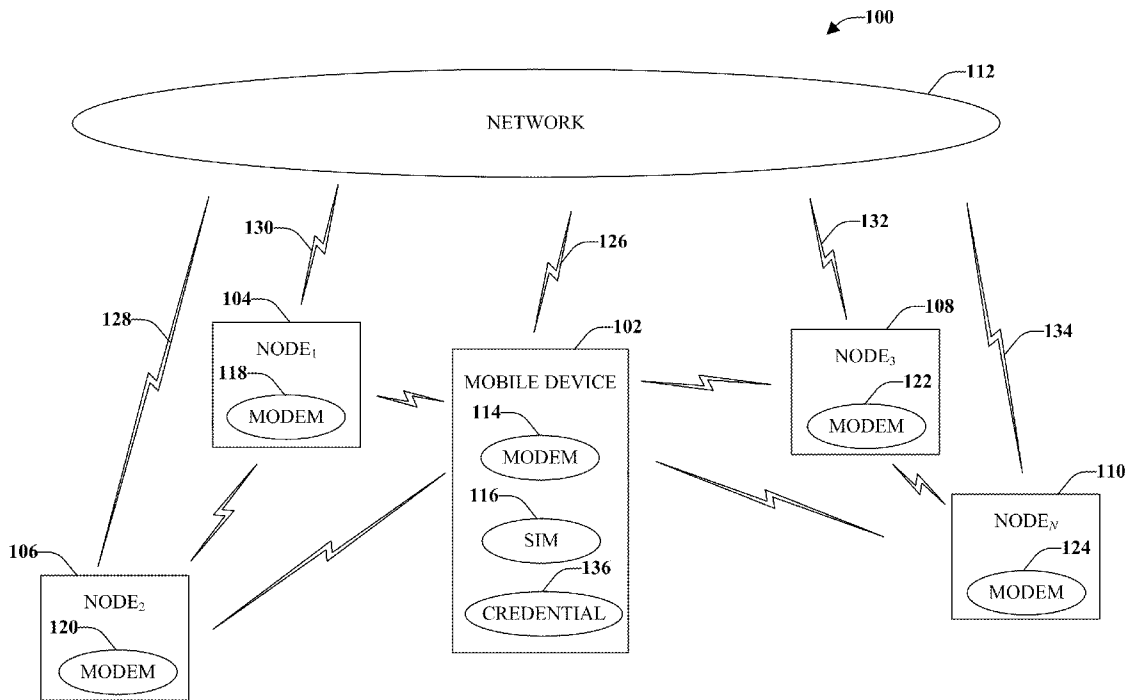 100
112
NETWORK
130
126
132
104
102
108
128
134
NODE1
118
MODEM
MOBILE DEVICE
114
MODEM
116
SIM
136
CREDENTIAL
NODE3
122
MODEM
110
NODEN
124
MODEM
106
NODE2
120
MODEM